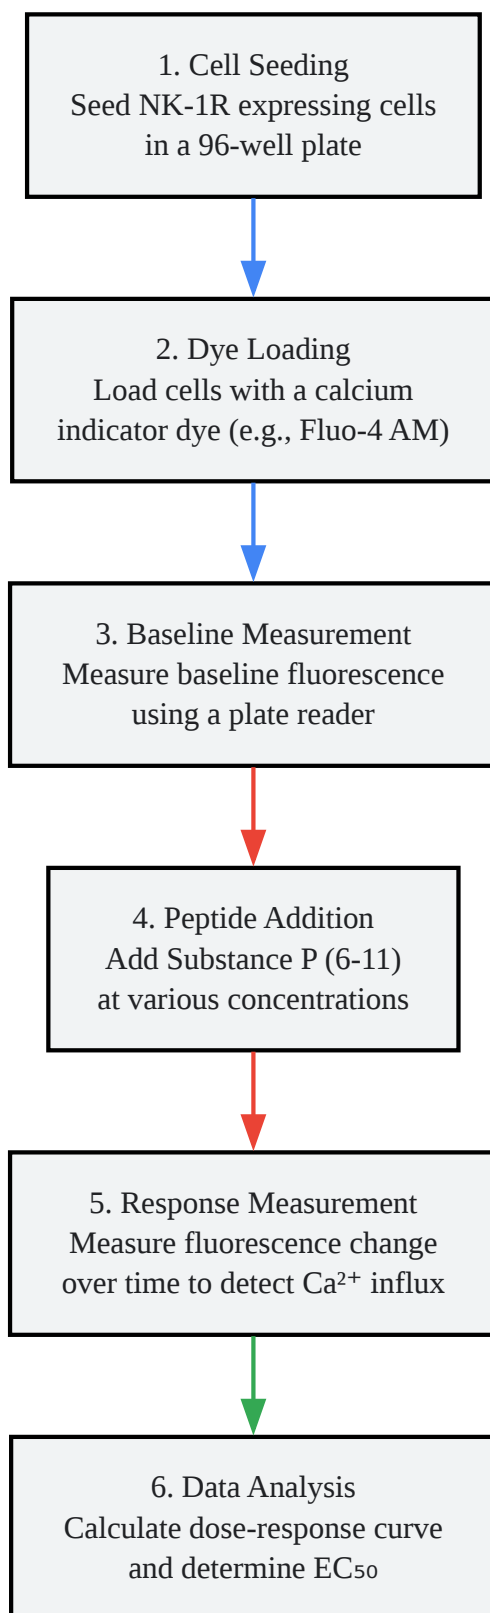 1. Cell Seeding
Seed NK-1R expressing cells
in a 96-well plate
2. Dye Loading
Load cells with a calcium
indicator dye (e.g., Fluo-4 AM)
3. Baseline Measurement
Measure baseline fluorescence
using a plate reader
4. Peptide Addition
Add Substance P (6-11)
at various concentrations
5. Response Measurement
Measure fluorescence change
over time to detect Ca²⁺ influx
6. Data Analysis
Calculate dose-response curve
and determine EC₅₀